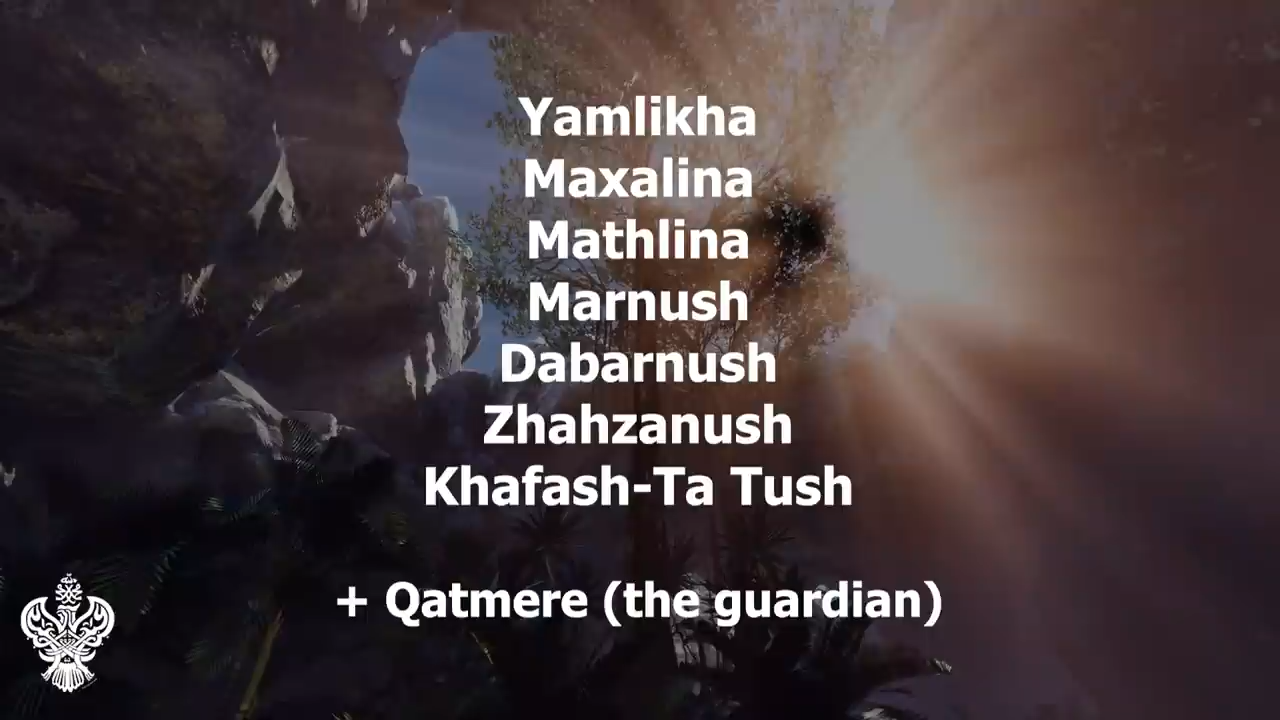 Yamlikha
Maxalina
Mathlina
Marnush
Dabarnush
Zhahzanush
Khafash-Ta Tush
+ Qatmere (the guardian)